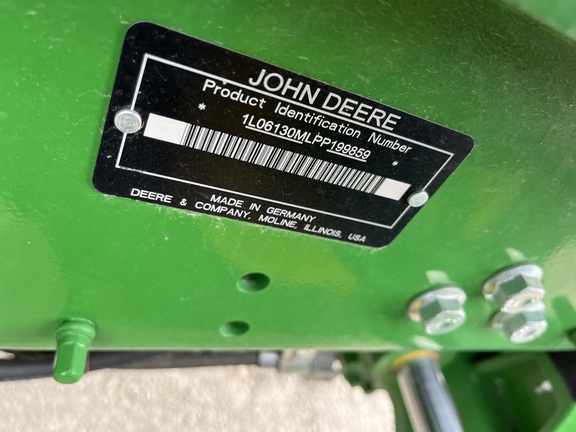 JOHN DEERE
Product Identification Number
* 1L06130MLPP199859 *
MADE IN GERMANY
DEERE & COMPANY, MOLINE, ILLINOIS, USA